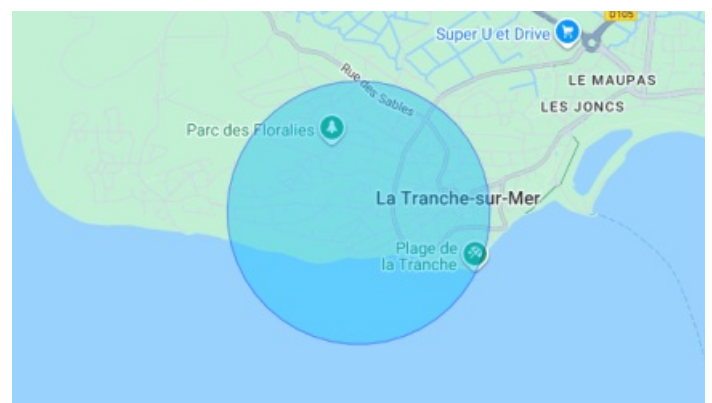 D105
Super U et Drive
Rue des Sables
LE MAUPAS
LES JONCS
Parc des Floralies
La Tranche-sur-Mer
Plage de
la Tranche